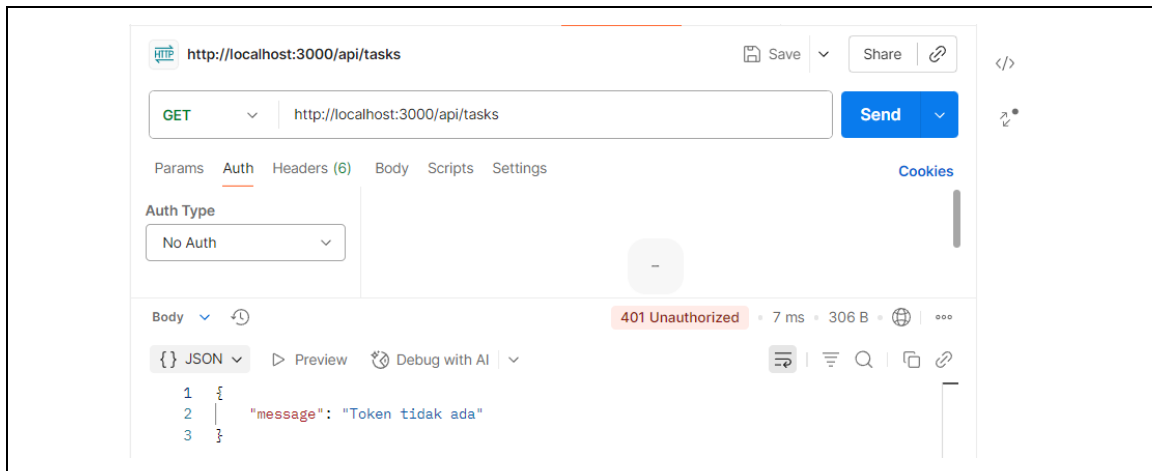 HTTP http://localhost:3000/api/tasks Save Share
</>
GET http://localhost:3000/api/tasks Send
Params Auth Headers (6) Body Scripts Settings Cookies
Auth Type
No Auth
Body 401 Unauthorized • 7 ms • 306 B
{} JSON Preview Debug with AI
1 {
2 "message": "Token tidak ada"
3 }